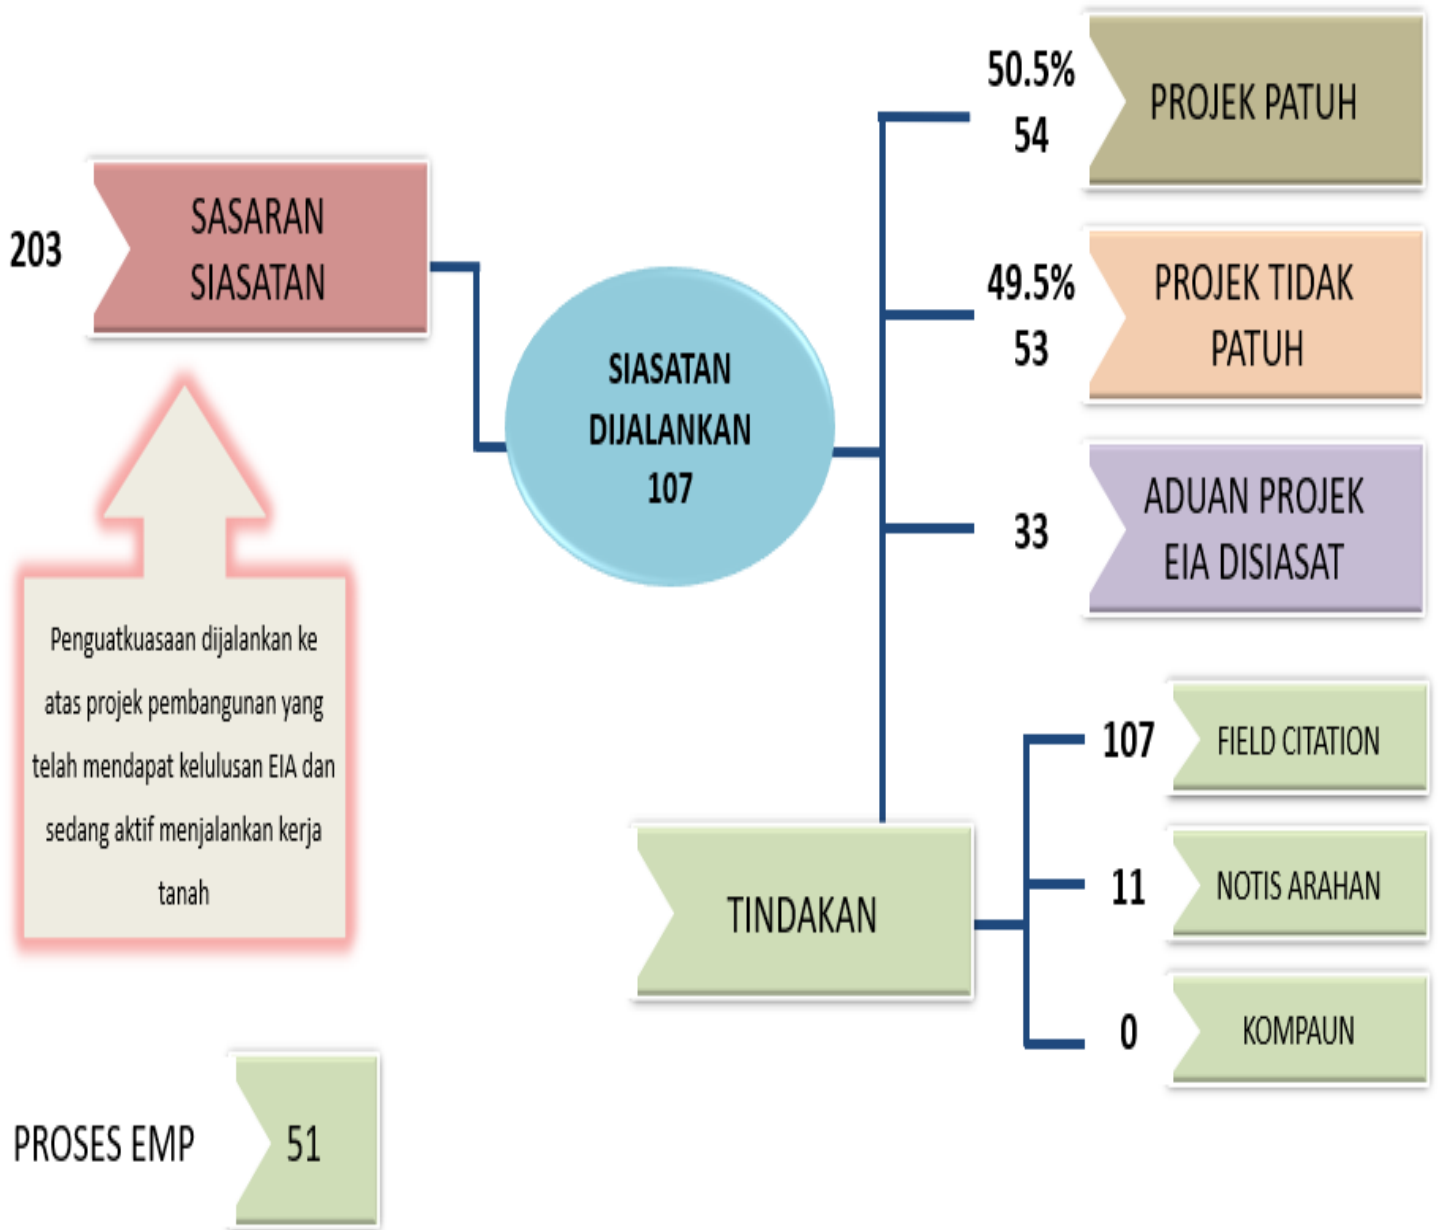 203
SASARAN
SIASATAN
Penguatkuasaan dijalankan ke
atas projek pembangunan yang
telah mendapat kelulusan EIA dan
sedang aktif menjalankan kerja
tanah
PROSES EMP
51
SIASATAN
DIJALANKAN
107
50.5%
54
PROJEK PATUH
49.5%
53
PROJEK TIDAK
PATUH
33
ADUAN PROJEK
EIA DISIASAT
TINDAKAN
107
FIELD CITATION
11
NOTIS ARAHAN
0
KOMPAUN